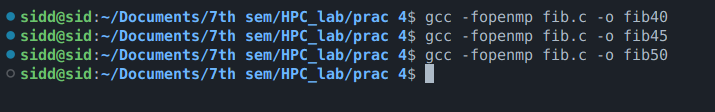 sidd@sid:~/Documents/7th sem/HPC_lab/prac 4$ gcc -fopenmp fib.c -o fib40
sidd@sid:~/Documents/7th sem/HPC_lab/prac 4$ gcc -fopenmp fib.c -o fib45
sidd@sid:~/Documents/7th sem/HPC_lab/prac 4$ gcc -fopenmp fib.c -o fib50
sidd@sid:~/Documents/7th sem/HPC_lab/prac 4$